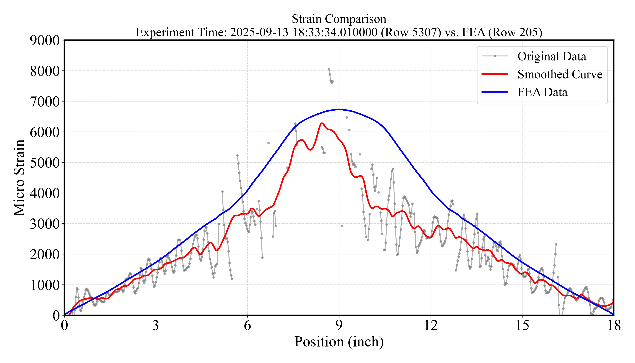 Strain Comparison
Experiment Time: 2025-09-13 18:33:34.010000 (Row 5307) vs. FEA (Row 205)
9000
8000
7000
6000
5000
4000
3000
2000
1000
0
Micro Strain
Original Data
Smoothed Curve
FEA Data
0 3 6 9 12 15 18
Position (inch)